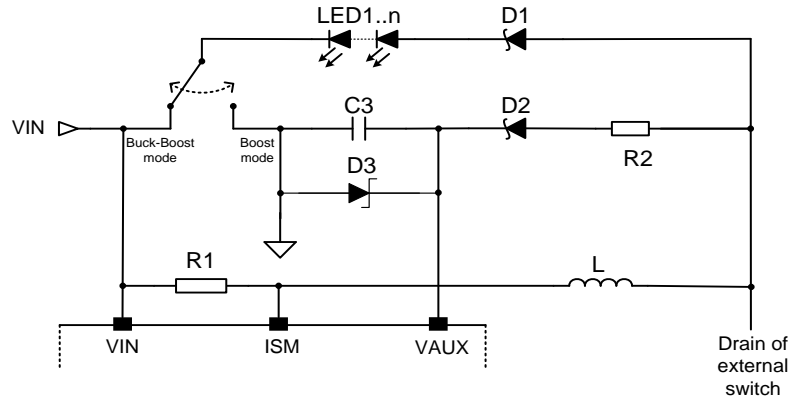 LED1..n
D1
VIN
Buck-Boost
mode
Boost
mode
C3
D2
R2
D3
R1
L
VIN
ISM
VAUX
Drain of
external
switch